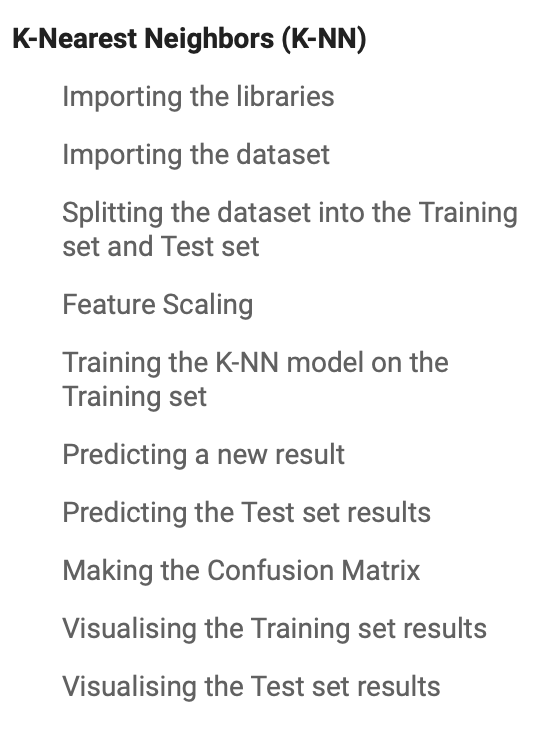 K-Nearest Neighbors (K-NN)
Importing the libraries
Importing the dataset
Splitting the dataset into the Training
set and Test set
Feature Scaling
Training the K-NN model on the
Training set
Predicting a new result
Predicting the Test set results
Making the Confusion Matrix
Visualising the Training set results
Visualising the Test set results